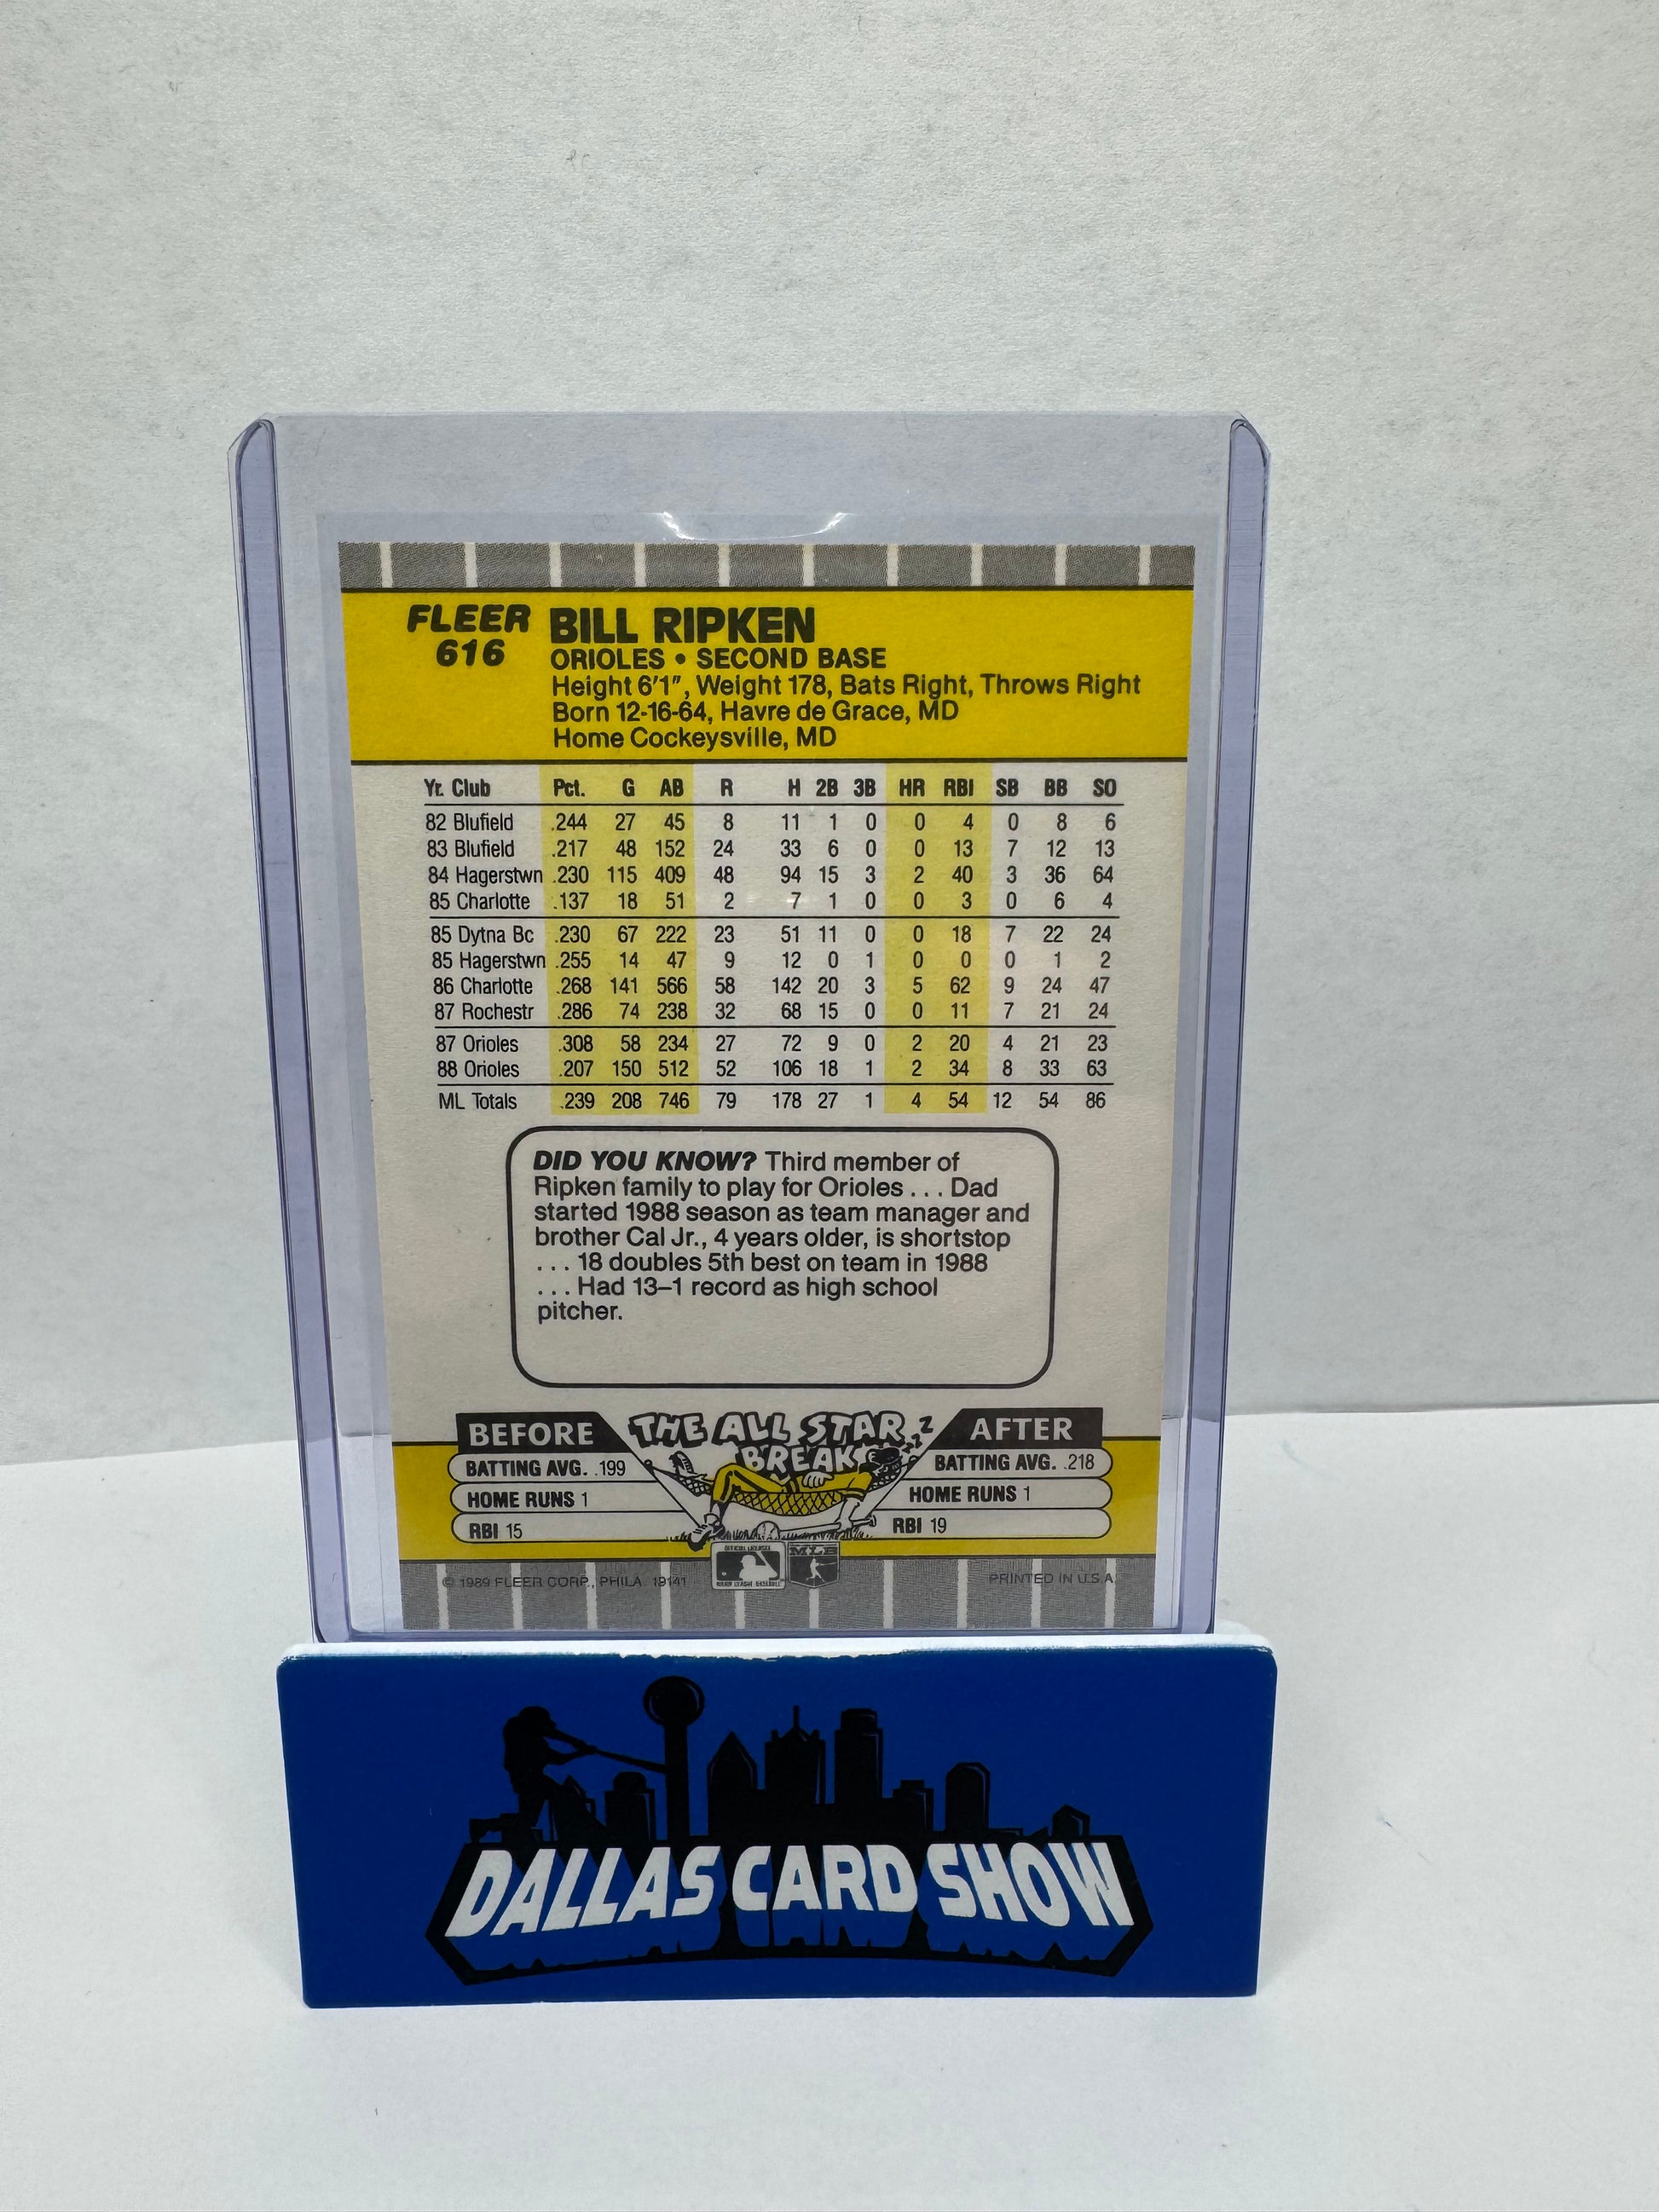 FLEER BILL RIPKEN
616 ORIOLES • SECOND BASE
Height 6'1", Weight 178, Bats Right, Throws Right
Born 12-16-64, Havre de Grace, MD
Home Cockeysville, MD
Yr. Club Pct. G AB R H 2B 3B HR RBI SB BB SO
82 Blufield .244 27 45 8 11 1 0 0 4 0 8 6
83 Blufield .217 48 152 24 33 6 0 0 13 7 12 13
84 Hagerstwn .230 115 409 48 94 15 3 2 40 3 36 64
85 Charlotte .137 18 51 2 7 1 0 0 3 0 6 4
85 Dytna Bc .230 67 222 23 51 11 0 0 18 7 22 24
85 Hagerstwn .255 14 47 9 12 0 1 0 0 0 1 2
86 Charlotte .268 141 566 58 142 20 3 5 62 9 24 47
87 Rochestr .286 74 238 32 68 15 0 0 11 7 21 24
87 Orioles .308 58 234 27 72 9 0 2 20 4 21 23
88 Orioles .207 150 512 52 106 18 1 2 34 8 33 63
ML Totals .239 208 746 79 178 27 1 4 54 12 54 86
DID YOU KNOW? Third member of
Ripken family to play for Orioles . . . Dad
started 1988 season as team manager and
brother Cal Jr., 4 years older, is shortstop
. . . 18 doubles 5th best on team in 1988
. . . Had 13–1 record as high school
pitcher.
BEFORE THE ALL STAR BREAK ZZZZ AFTER
BATTING AVG. .199 BATTING AVG. .218
HOME RUNS 1 HOME RUNS 1
RBI 15 RBI 19
OFFICIAL LICENSEE
MAJOR LEAGUE BASEBALL
MLB
© 1989 FLEER CORP., PHILA. 19141 PRINTED IN U.S.A.
DALLAS CARD SHOW